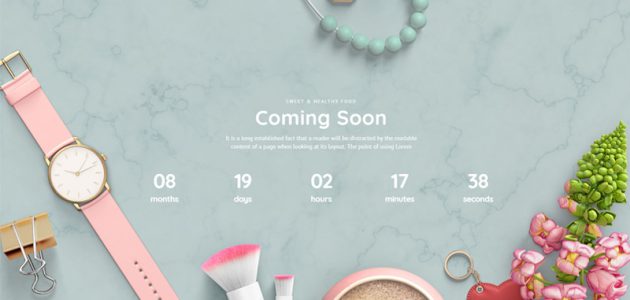 SWEET & HEALTHY FOOD
Coming Soon
It is a long established fact that a reader will be distracted by the readable
content of a page when looking at its layout. The point of using Lorem
08 19 02 17 38
months days hours minutes seconds